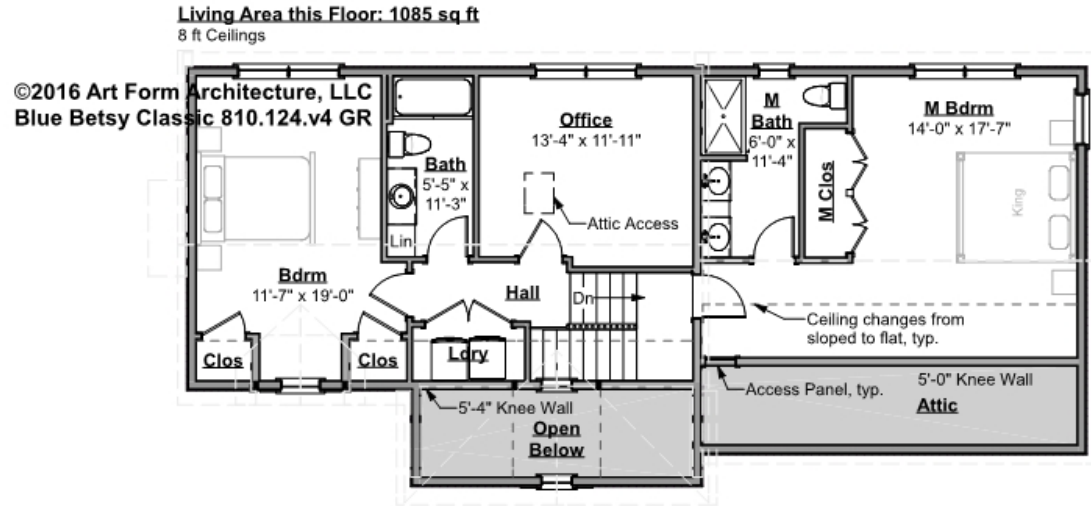 Living Area this Floor: 1085 sq ft
8 ft Ceilings
©2016 Art Form Architecture, LLC
Blue Betsy Classic 810.124.v4 GR
Office
13'-4" x 11'-11"
M
Bath
6'-0" x
11'-4"
M Bdrm
14'-0" x 17'-7"
Bath
5'-5" x
11'-3"
M Clos
King
Attic Access
Lin
Bdrm
11'-7" x 19'-0"
Hall
Dn
Ceiling changes from
sloped to flat, typ.
Clos
Clos
Ldry
Access Panel, typ.
5'-0" Knee Wall
Attic
5'-4" Knee Wall
Open
Below